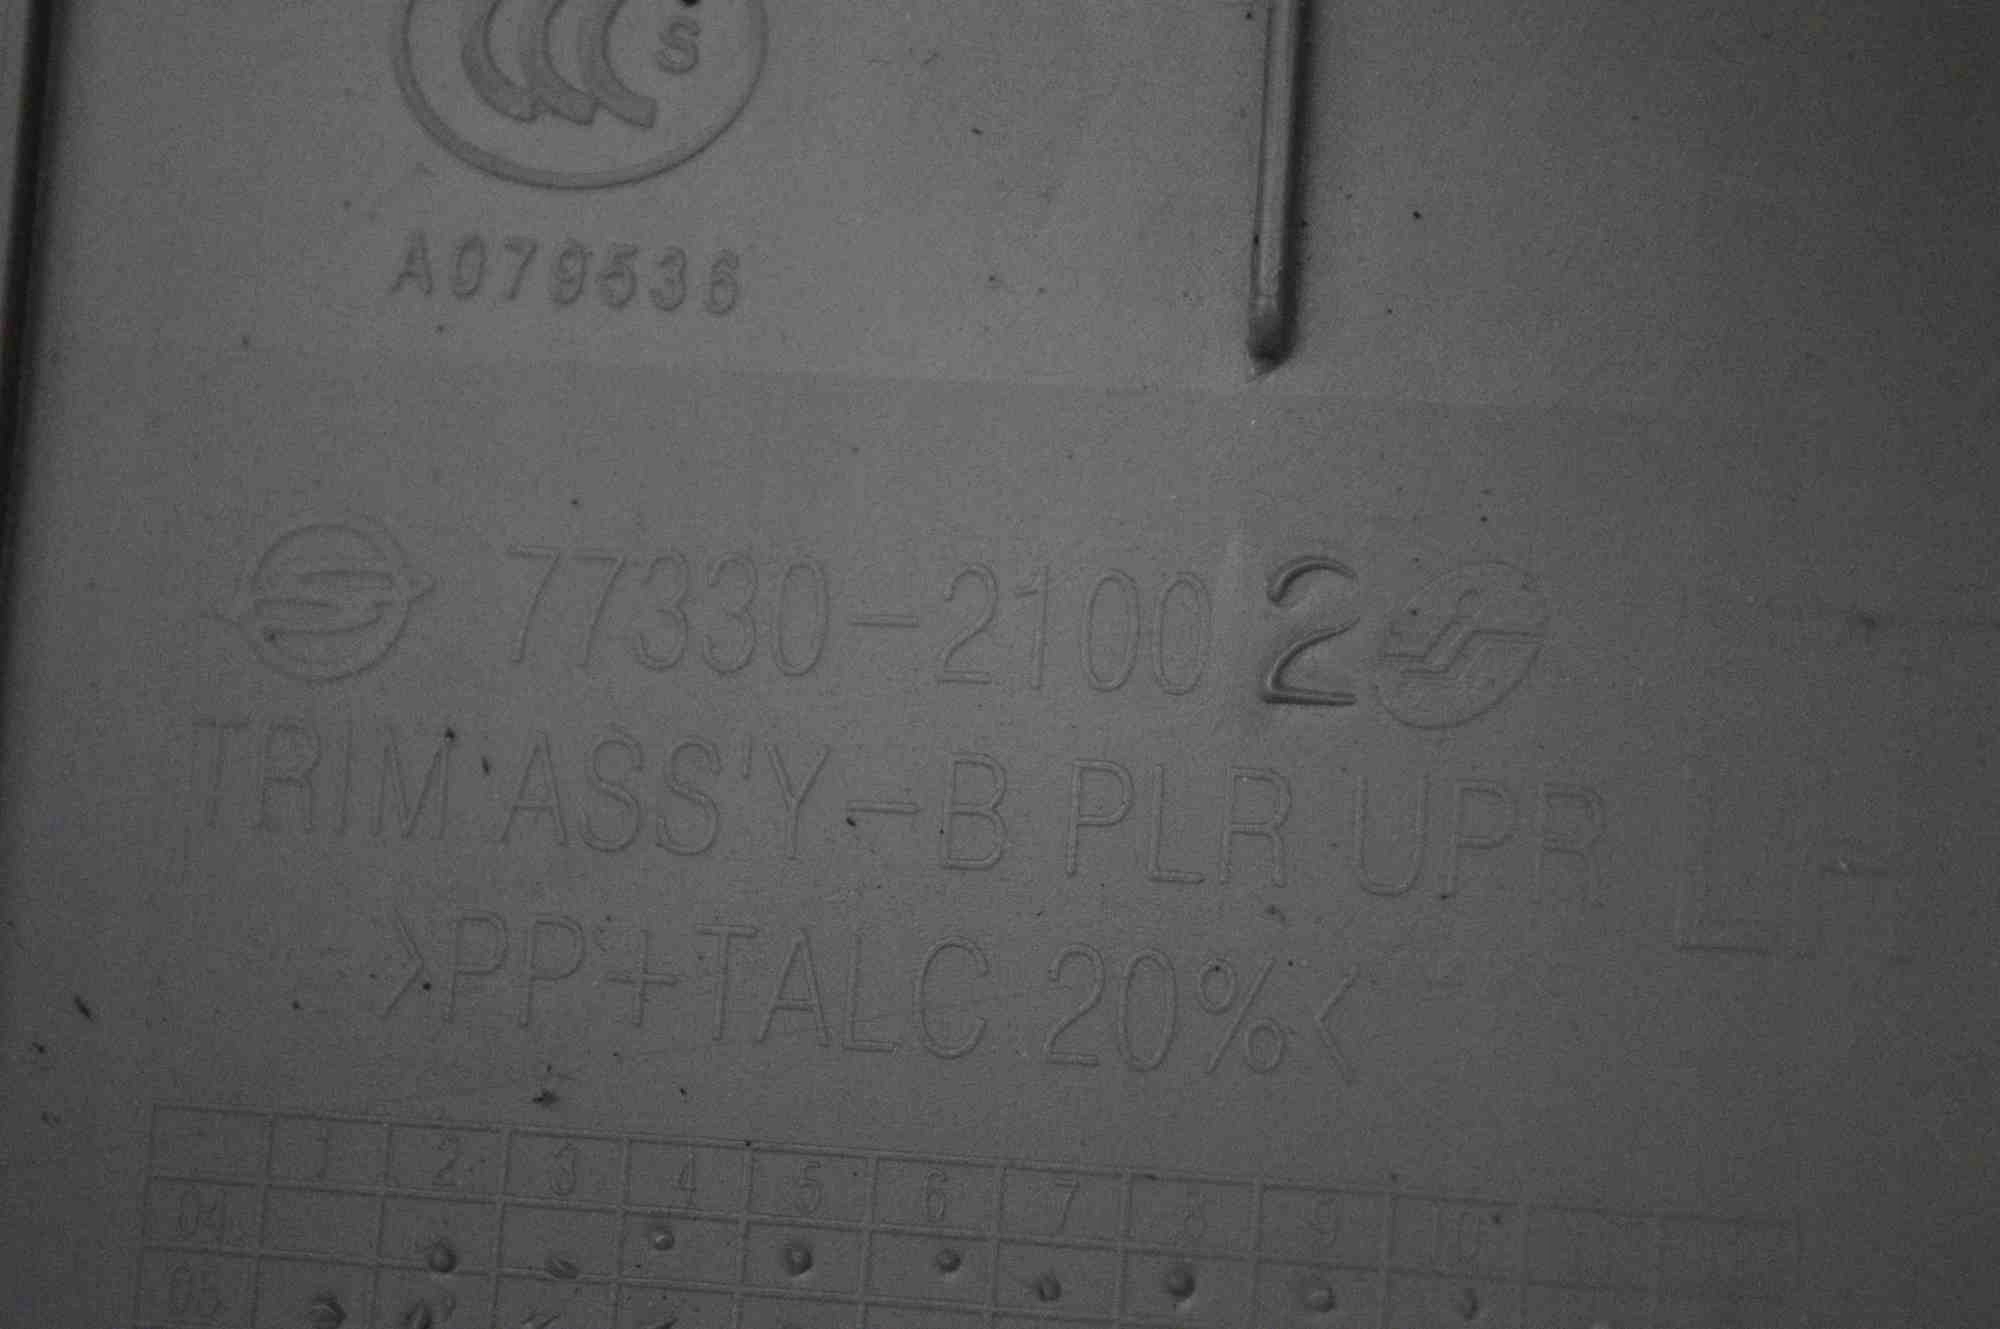 CCC S
A079536
77330-21002
TRIM ASS'Y-B PLR UPR L
>PP+TALC 20%<
1 2 3 4 5 6 7 8 9 10
04
05